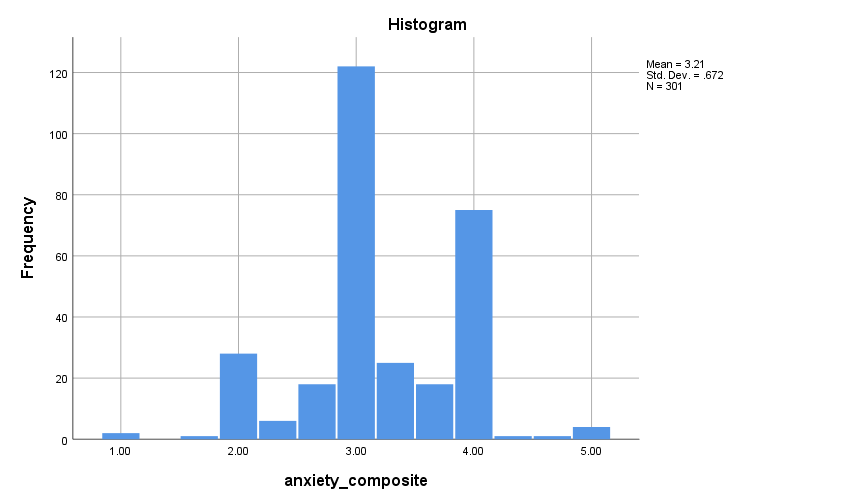 Histogram
Mean = 3.21
Std. Dev. = .672
N = 301
120
100
80
60
40
20
0
Frequency
1.00 2.00 3.00 4.00 5.00
anxiety_composite